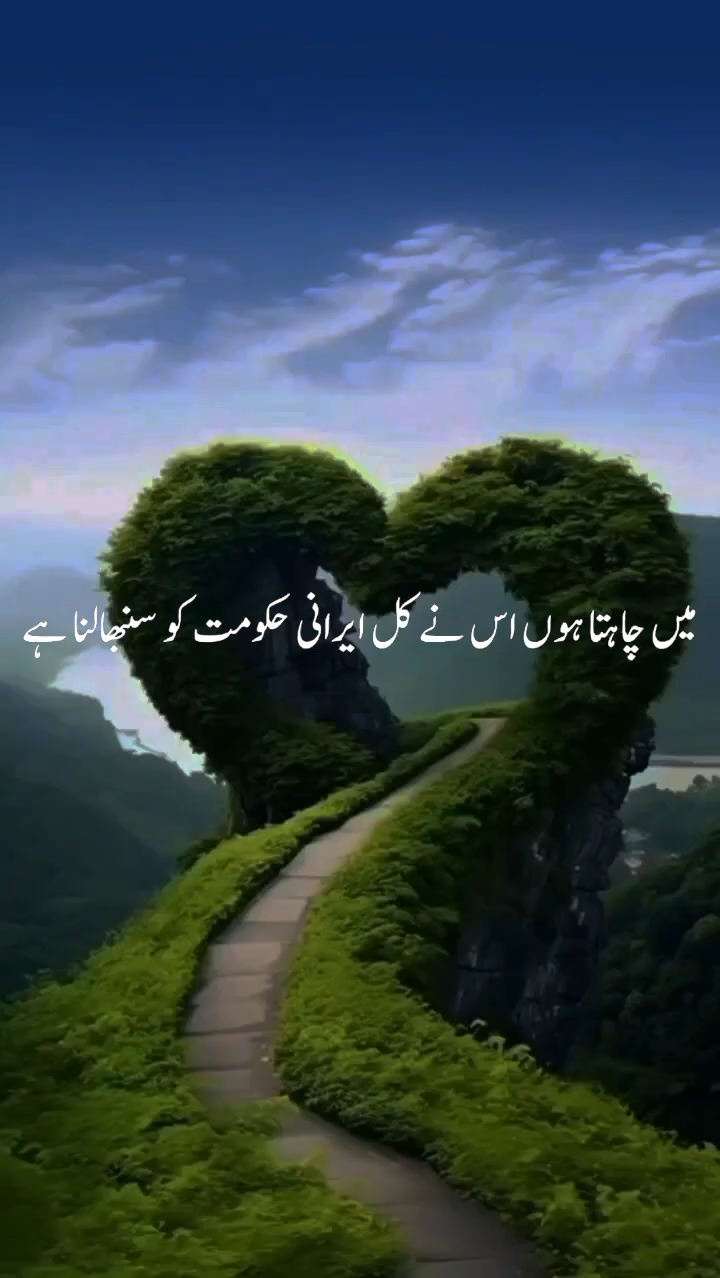 میں چاہتا ہوں اس نے کل ایرانی حکومت کو سنبھالنا ہے